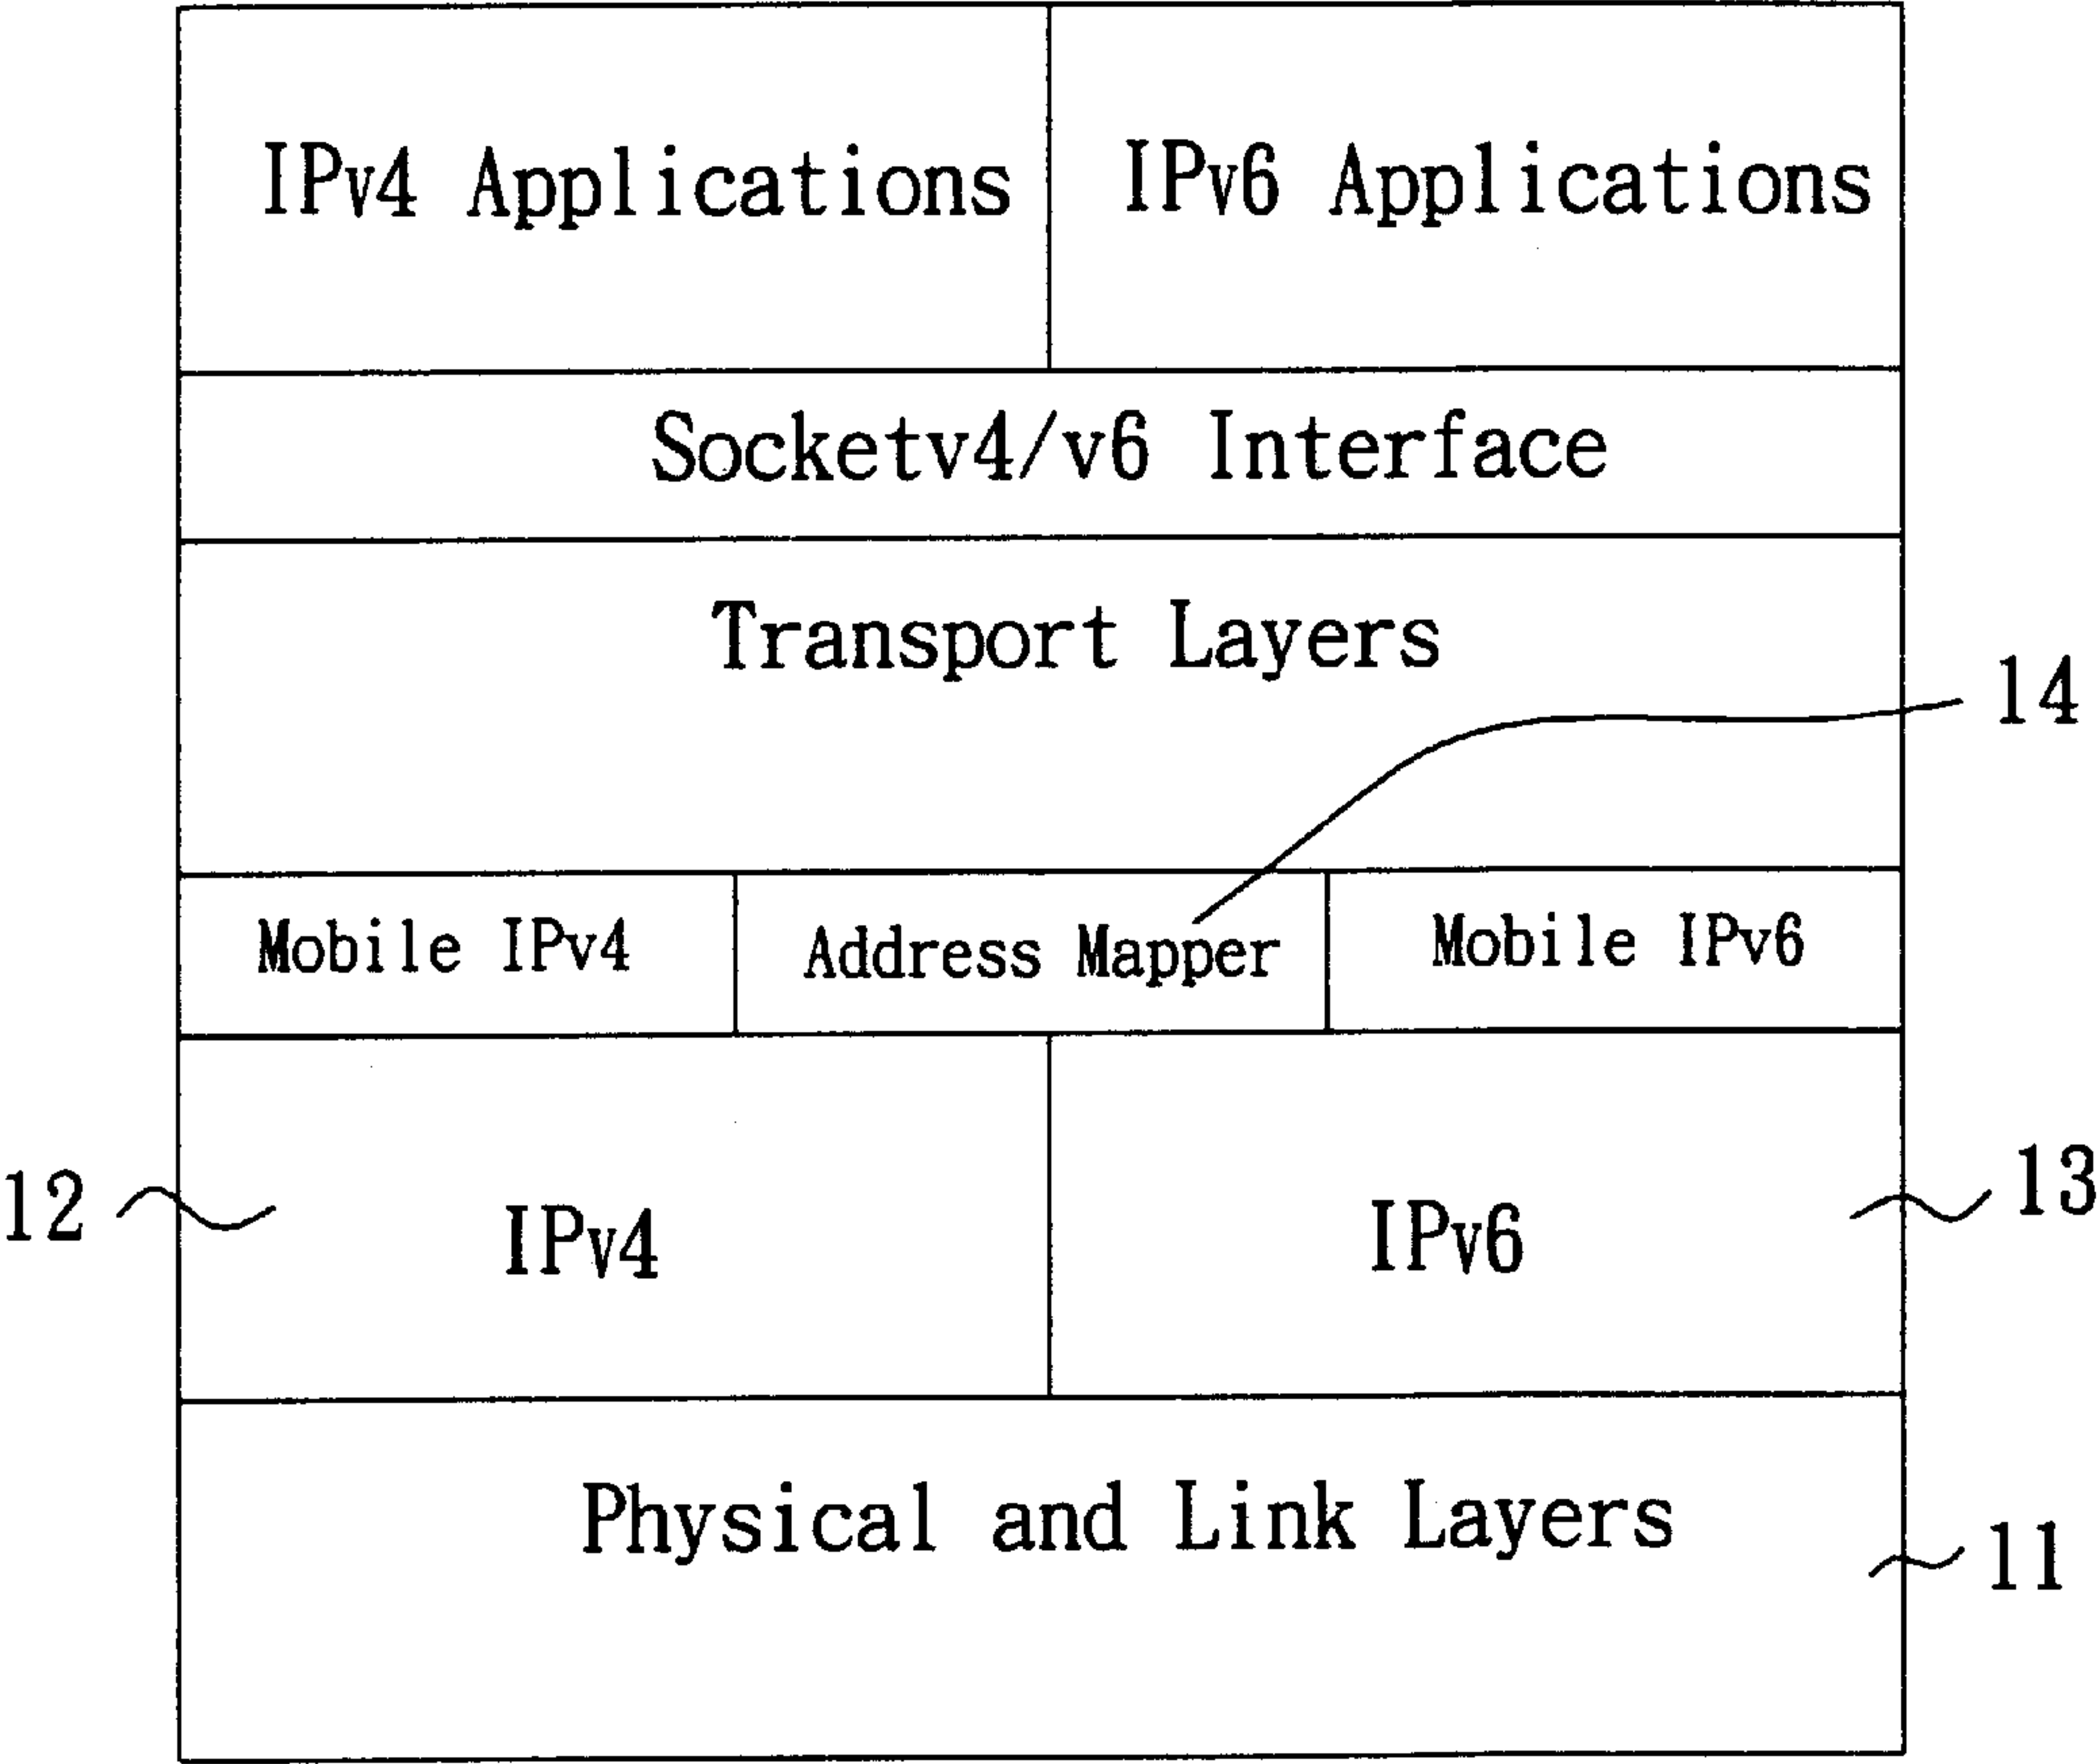 IPv4 Applications IPv6 Applications
Socketv4/v6 Interface
Transport Layers
14
Mobile IPv4 Address Mapper Mobile IPv6
12 IPv4 IPv6 13
Physical and Link Layers
11